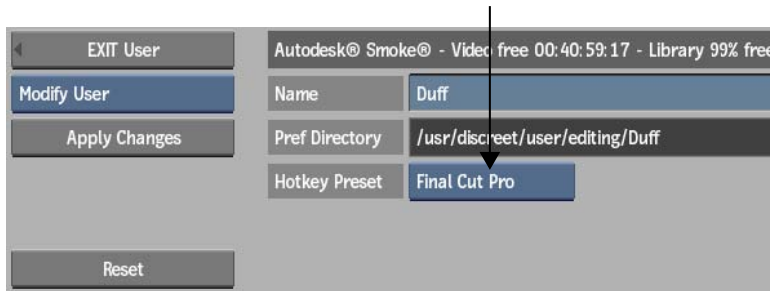 EXIT User
Autodesk® Smoke® - Video free 00:40:59:17 - Library 99% free
Modify User
Name
Duff
Apply Changes
Pref Directory
/usr/discreet/user/editing/Duff
Hotkey Preset
Final Cut Pro
Reset